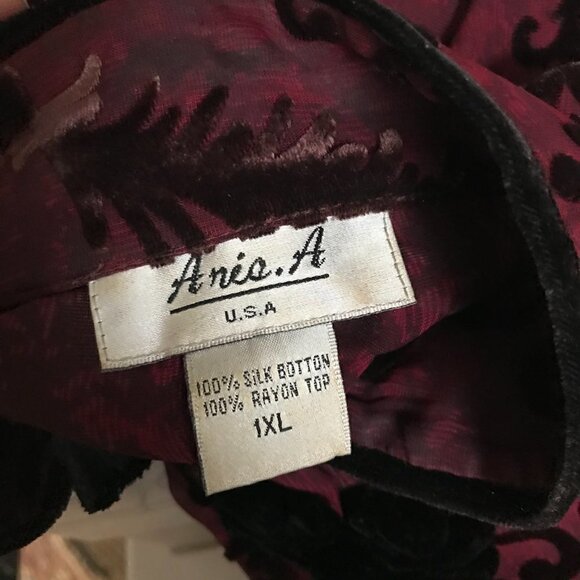 Anis.A
U.S.A
100% SILK BOTTON
100% RAYON TOP
1XL